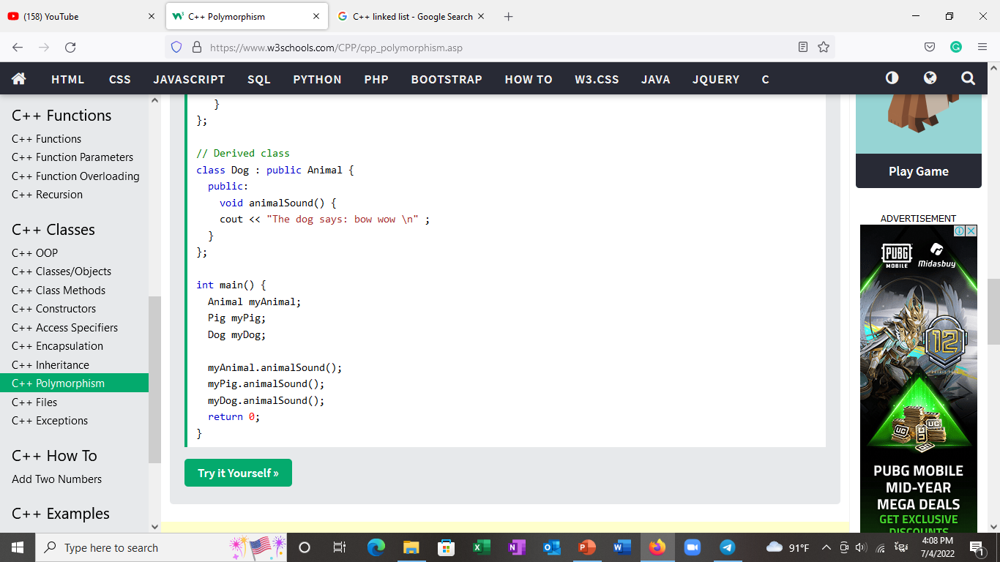 (158) YouTube
C++ Polymorphism
C++ linked list - Google Search
https://www.w3schools.com/CPP/cpp_polymorphism.asp
HTML CSS JAVASCRIPT SQL PYTHON PHP BOOTSTRAP HOW TO W3.CSS JAVA JQUERY C
C++ Functions
C++ Functions
C++ Function Parameters
C++ Function Overloading
C++ Recursion
C++ Classes
C++ OOP
C++ Classes/Objects
C++ Class Methods
C++ Constructors
C++ Access Specifiers
C++ Encapsulation
C++ Inheritance
C++ Polymorphism
C++ Files
C++ Exceptions
C++ How To
Add Two Numbers
C++ Examples
}
};
// Derived class
class Dog : public Animal {
public:
void animalSound() {
cout << "The dog says: bow wow \n" ;
}
};
int main() {
Animal myAnimal;
Pig myPig;
Dog myDog;
myAnimal.animalSound();
myPig.animalSound();
myDog.animalSound();
return 0;
}
Try it Yourself »
Play Game
ADVERTISEMENT
PUBG
MOBILE
Midasbuy
12
UC
UC
PUBG MOBILE
MID-YEAR
MEGA DEALS
GET EXCLUSIVE
DISCOUNTS
Type here to search
91°F
4:08 PM
7/4/2022
1